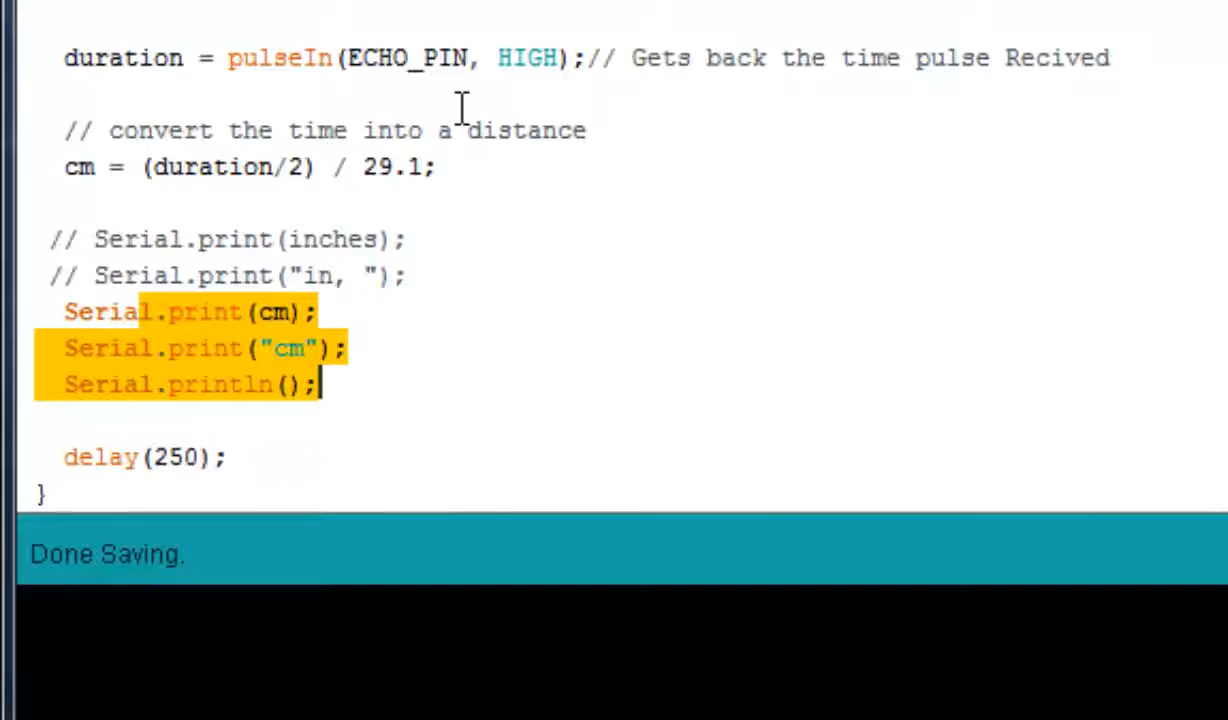 duration = pulseIn(ECHO_PIN, HIGH);// Gets back the time pulse Recived
// convert the time into a distance
cm = (duration/2) / 29.1;
// Serial.print(inches);
// Serial.print("in, ");
Serial.print(cm);
Serial.print("cm");
Serial.println();
delay(250);
}
Done Saving.